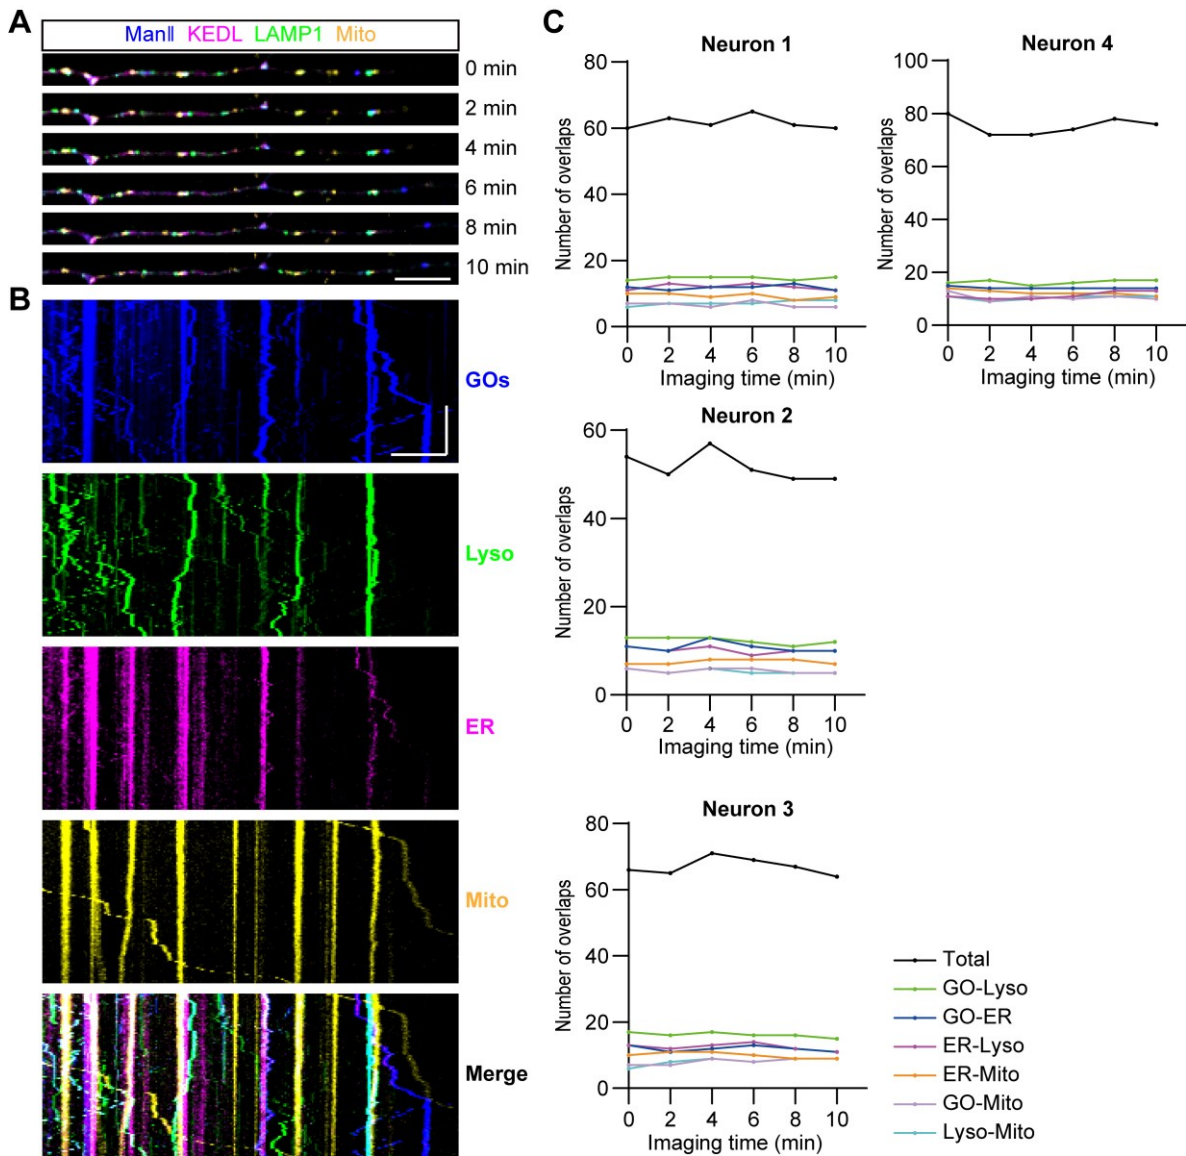 A
ManⅡ KEDL LAMP1 Mito
0 min
2 min
4 min
6 min
8 min
10 min
B
GOs
Lyso
ER
Mito
Merge
C
Neuron 1
Number of overlaps
80
60
40
20
0
0 2 4 6 8 10
Imaging time (min)
Neuron 4
Number of overlaps
100
80
60
40
20
0
0 2 4 6 8 10
Imaging time (min)
Neuron 2
Number of overlaps
60
40
20
0
0 2 4 6 8 10
Imaging time (min)
Neuron 3
Number of overlaps
80
60
40
20
0
0 2 4 6 8 10
Imaging time (min)
Total
GO-Lyso
GO-ER
ER-Lyso
ER-Mito
GO-Mito
Lyso-Mito